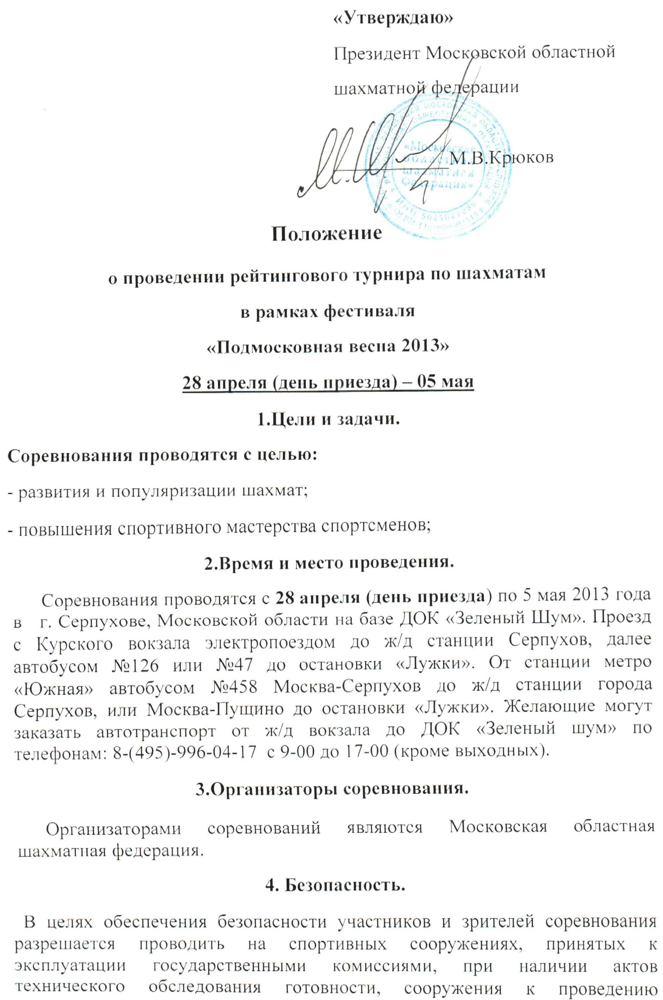 «Утверждаю»
Президент Московской областной
шахматной федерации
«Московская
областная
шахматная
Федерация»
М.В.Крюков
ИНН 5043041089
Положение
о проведении рейтингового турнира по шахматам
в рамках фестиваля
«Подмосковная весна 2013»
28 апреля (день приезда) – 05 мая
1.Цели и задачи.
Соревнования проводятся с целью:
- развития и популяризации шахмат;
- повышения спортивного мастерства спортсменов;
2.Время и место проведения.
Соревнования проводятся с 28 апреля (день приезда) по 5 мая 2013 года
в г. Серпухове, Московской области на базе ДОК «Зеленый Шум». Проезд
с Курского вокзала электропоездом до ж/д станции Серпухов, далее
автобусом №126 или №47 до остановки «Лужки». От станции метро
«Южная» автобусом №458 Москва-Серпухов до ж/д станции города
Серпухов, или Москва-Пущино до остановки «Лужки». Желающие могут
заказать автотранспорт от ж/д вокзала до ДОК «Зеленый шум» по
телефонам: 8-(495)-996-04-17 с 9-00 до 17-00 (кроме выходных).
3.Организаторы соревнования.
Организаторами соревнований являются Московская областная
шахматная федерация.
4. Безопасность.
В целях обеспечения безопасности участников и зрителей соревнования
разрешается проводить на спортивных сооружениях, принятых к
эксплуатации государственными комиссиями, при наличии актов
технического обследования готовности, сооружения к проведению